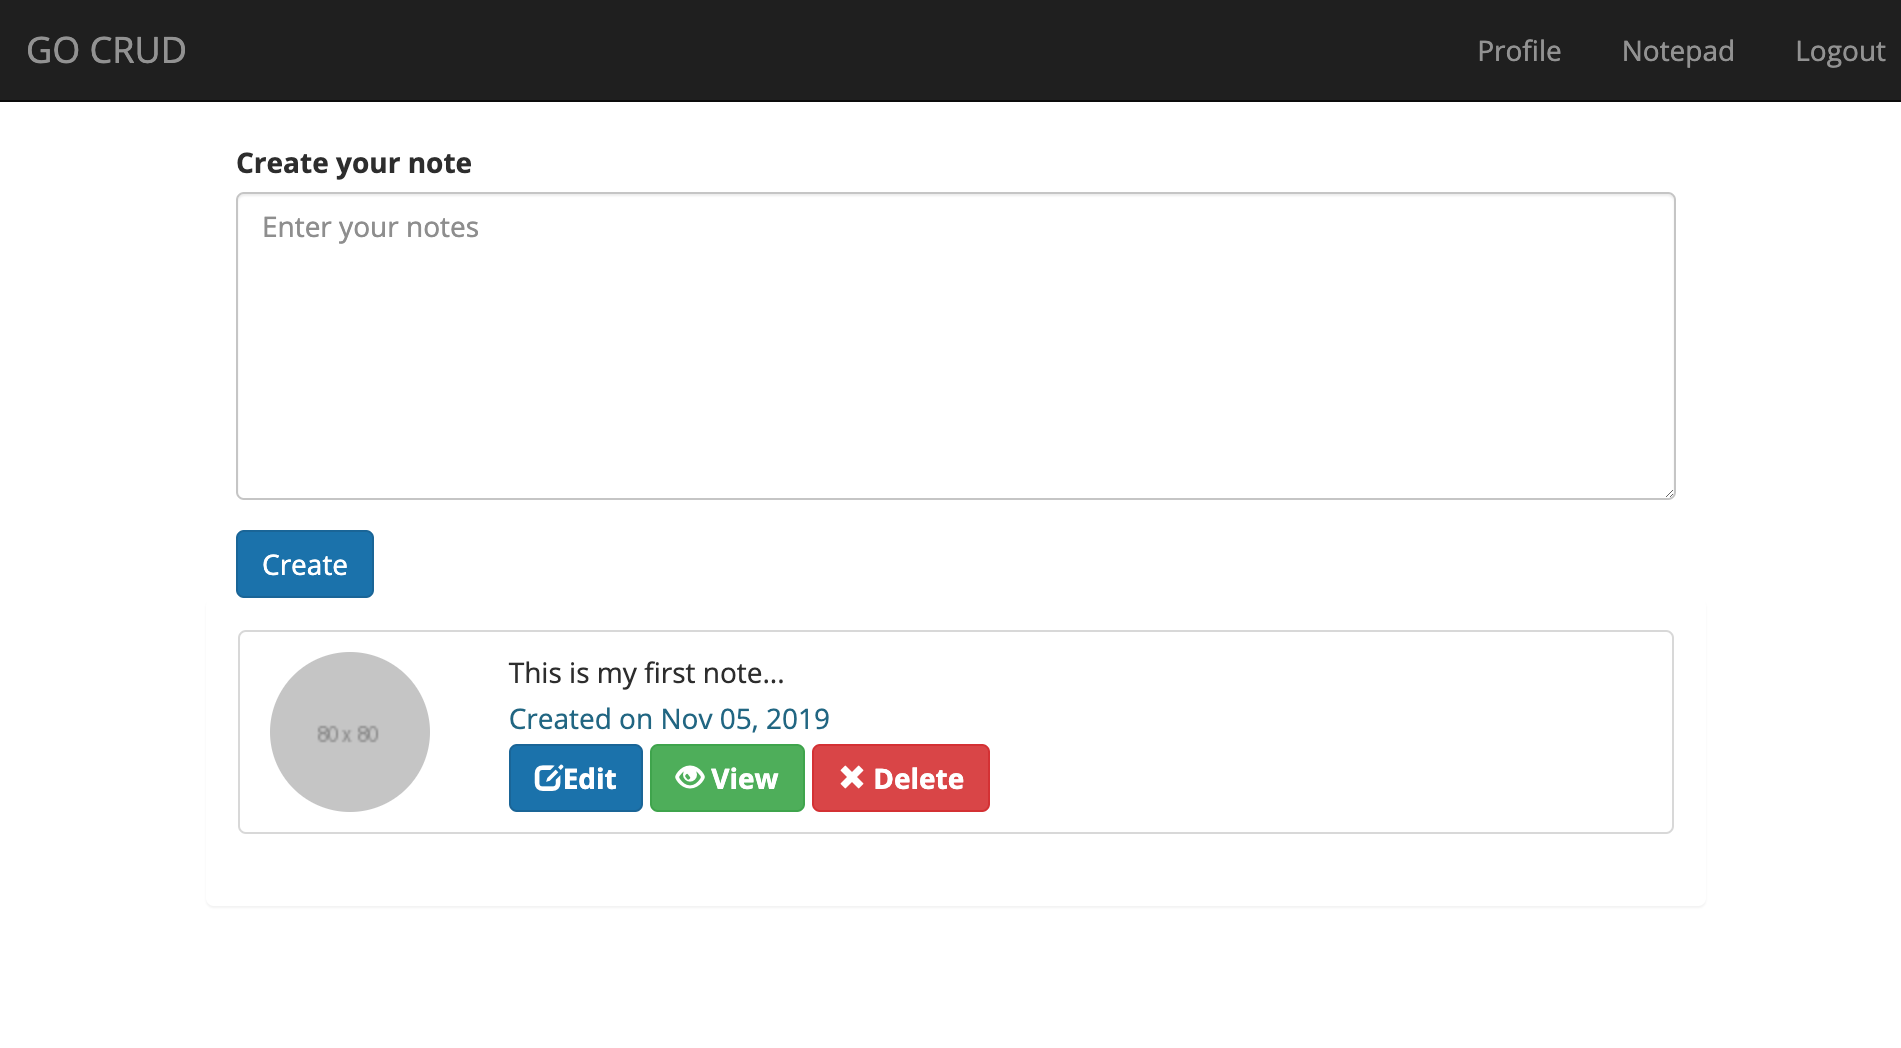 GO CRUD Profile Notepad Logout
Create your note
Enter your notes
Create
This is my first note...
80 x 80
Created on Nov 05, 2019
Edit View Delete